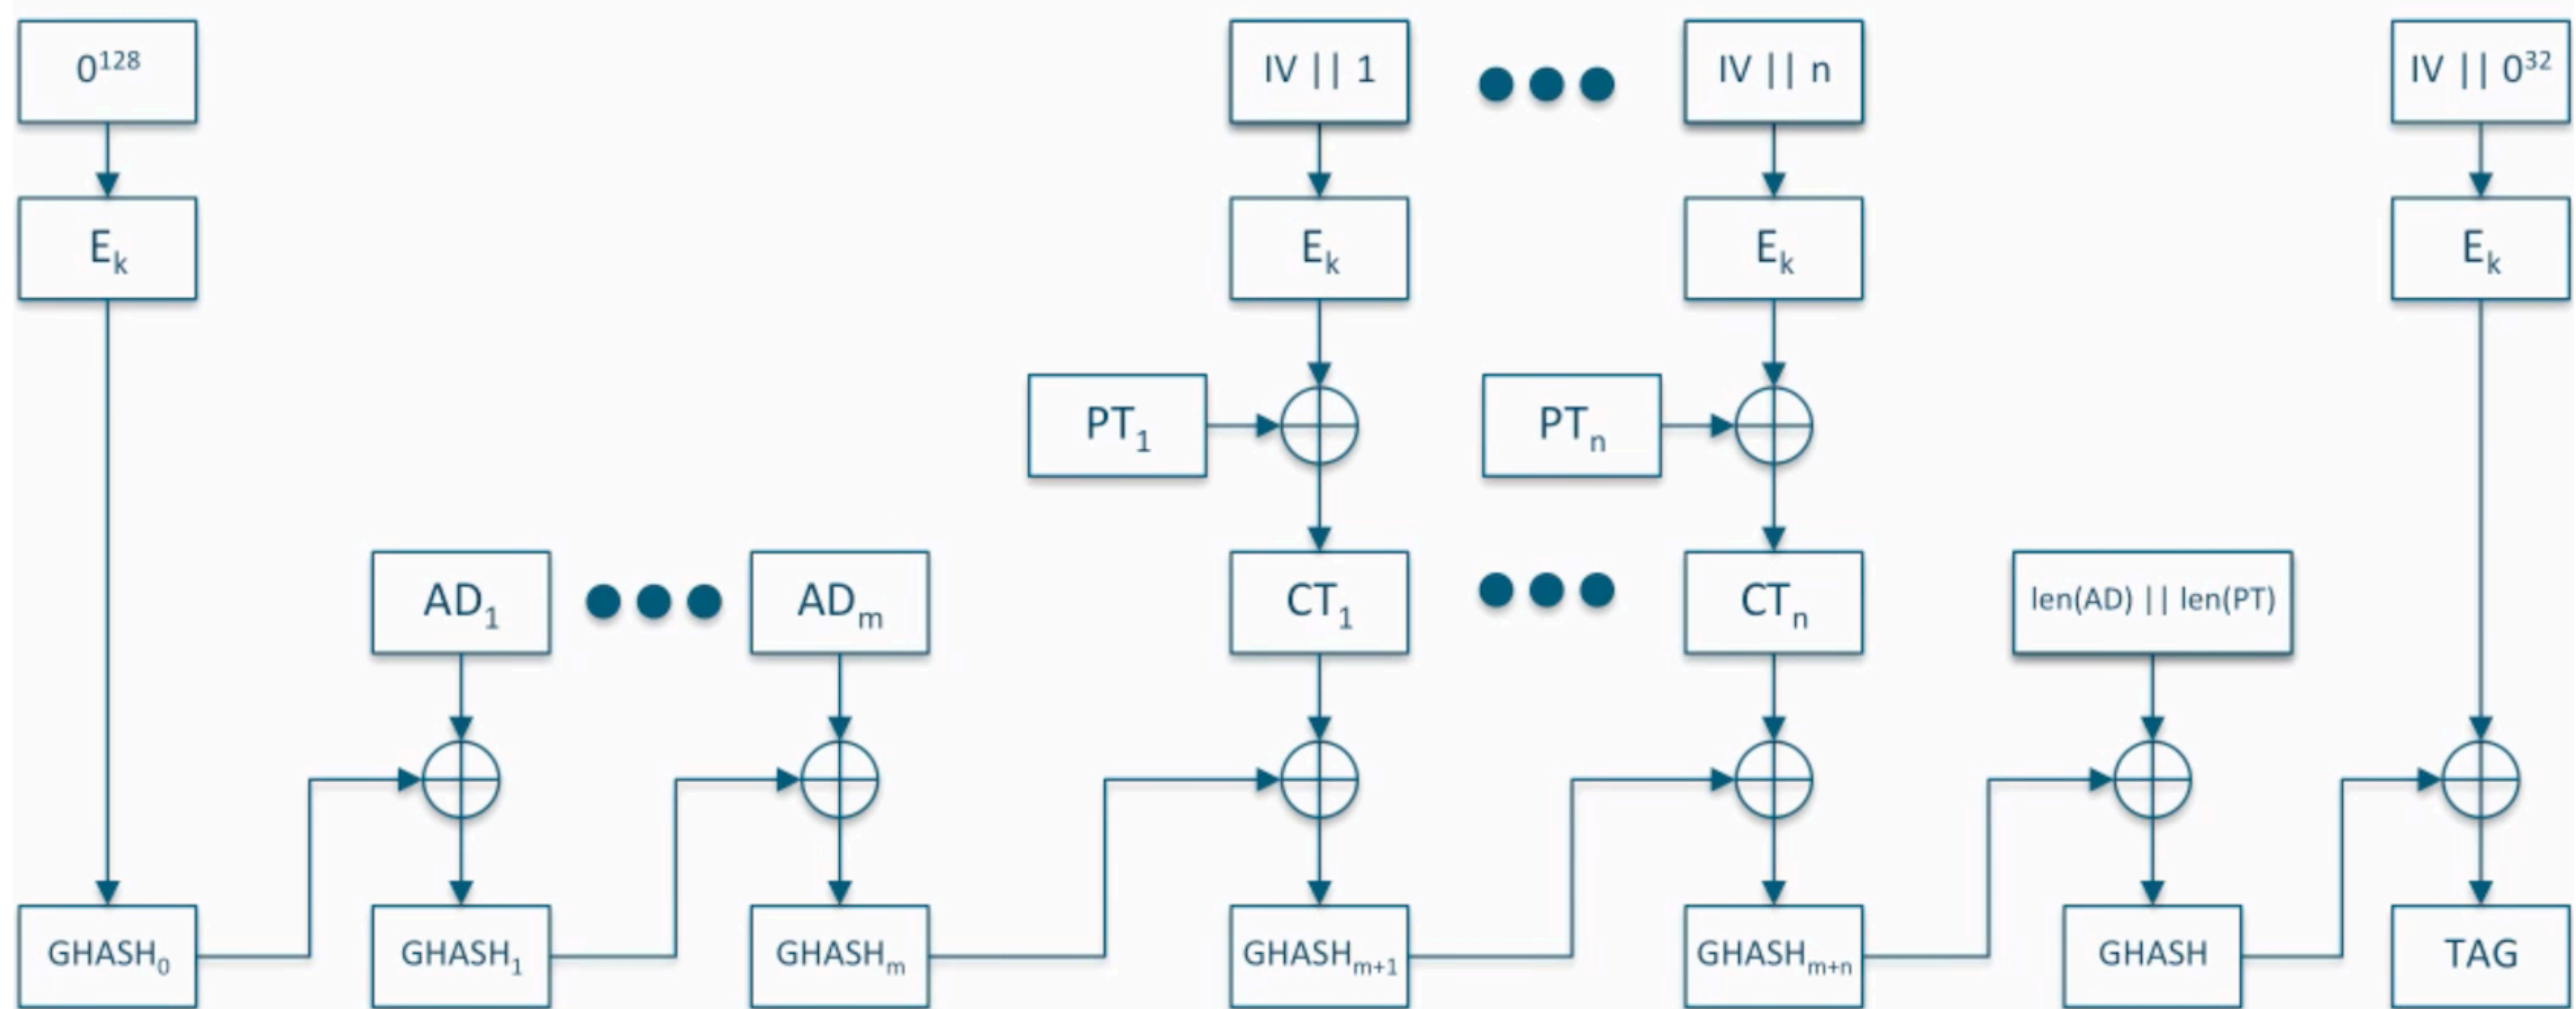 0¹²⁸
IV || 1
IV || n
IV || 0³²
Eₖ
Eₖ
Eₖ
Eₖ
PT₁
PTₙ
AD₁
ADₘ
CT₁
CTₙ
len(AD) || len(PT)
GHASH₀
GHASH₁
GHASHₘ
GHASHₘ₊₁
GHASHₘ₊ₙ
GHASH
TAG